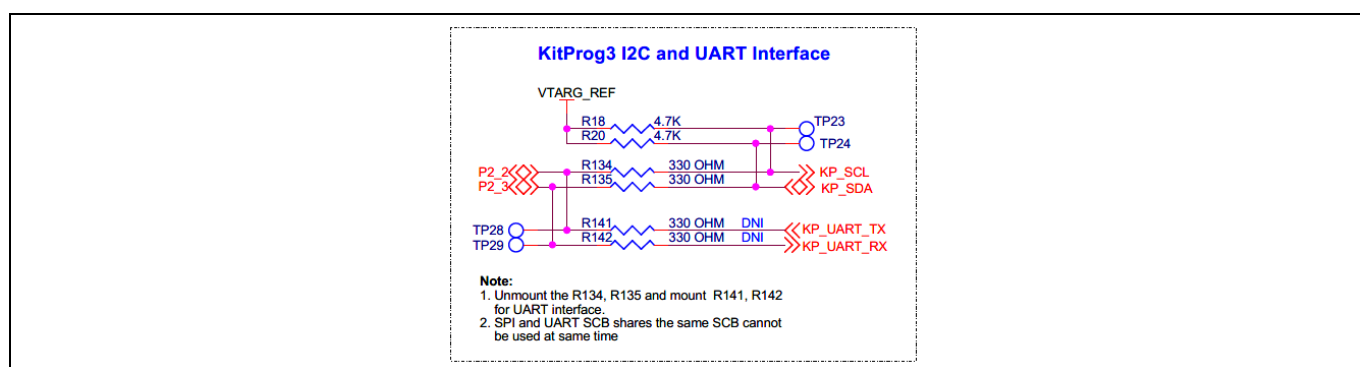 KitProg3 I2C and UART Interface
VTARG_REF
R18 4.7K TP23
R20 4.7K TP24
P2_2 R134 330 OHM KP_SCL
P2_3 R135 330 OHM KP_SDA
TP28 R141 330 OHM DNI KP_UART_TX
TP29 R142 330 OHM DNI KP_UART_RX
Note:
1. Unmount the R134, R135 and mount R141, R142
for UART interface.
2. SPI and UART SCB shares the same SCB cannot
be used at same time